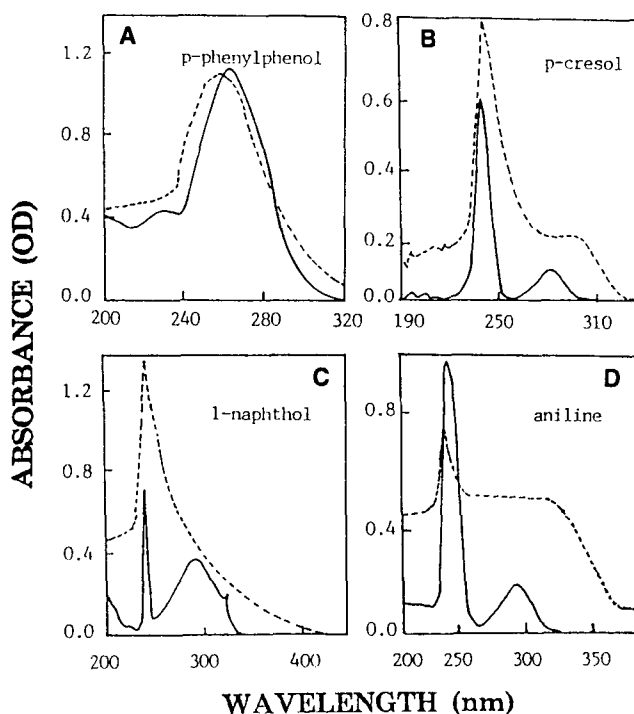 A
p-phenylphenol
1.2
0.8
0.4
0.0
200 240 280 320
B
p-cresol
0.8
0.6
0.4
0.2
0.0
190 250 310
C
1-naphthol
1.2
0.8
0.4
0.0
200 300 400
D
aniline
0.8
0.4
0.0
200 250 300 350
ABSORBANCE (OD)
WAVELENGTH (nm)